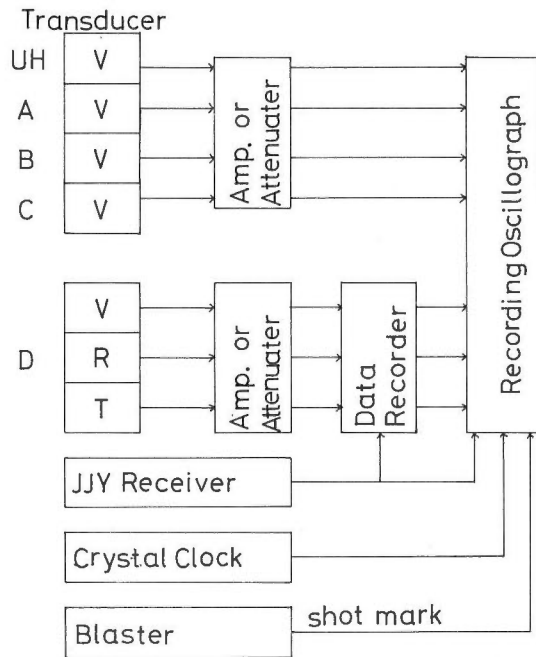 Transducer
UH V
A V
B V
C V
Amp. or
Attenuater
D
V
R
T
Amp. or
Attenuater
Data
Recorder
Recording Oscillograph
JJY Receiver
Crystal Clock
Blaster
shot mark